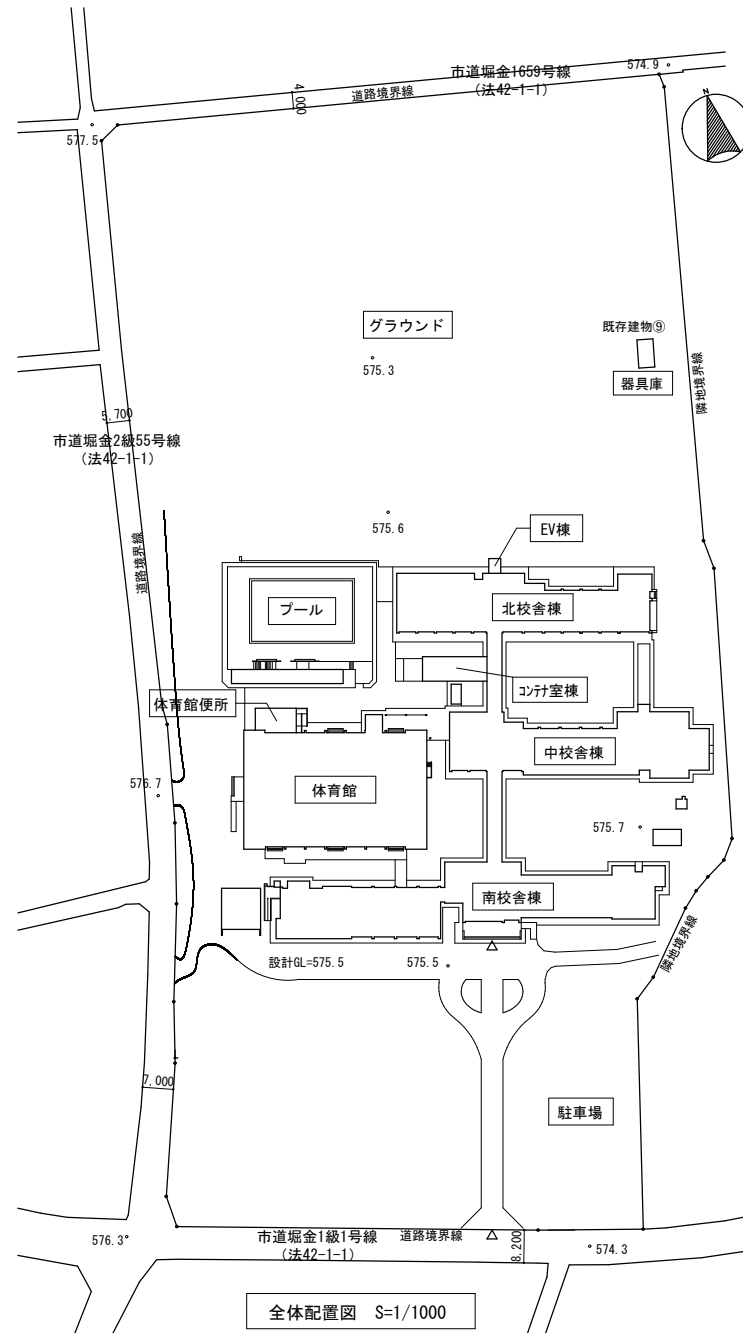 市道堀金1659号線
(法42-1-1)
574.9
道路境界線
4,000
N
577.5
グラウンド
575.3
既存建物⑨
器具庫
隣地境界線
5,700
市道堀金2級55号線
(法42-1-1)
道路境界線
575.6
EV棟
プール
北校舎棟
コンテナ室棟
体育館便所
中校舎棟
体育館
576.7
575.7
南校舎棟
隣地境界線
設計GL=575.5
575.5
7,000
駐車場
576.3
市道堀金1級1号線
(法42-1-1)
道路境界線
8,200
574.3
全体配置図 S=1/1000